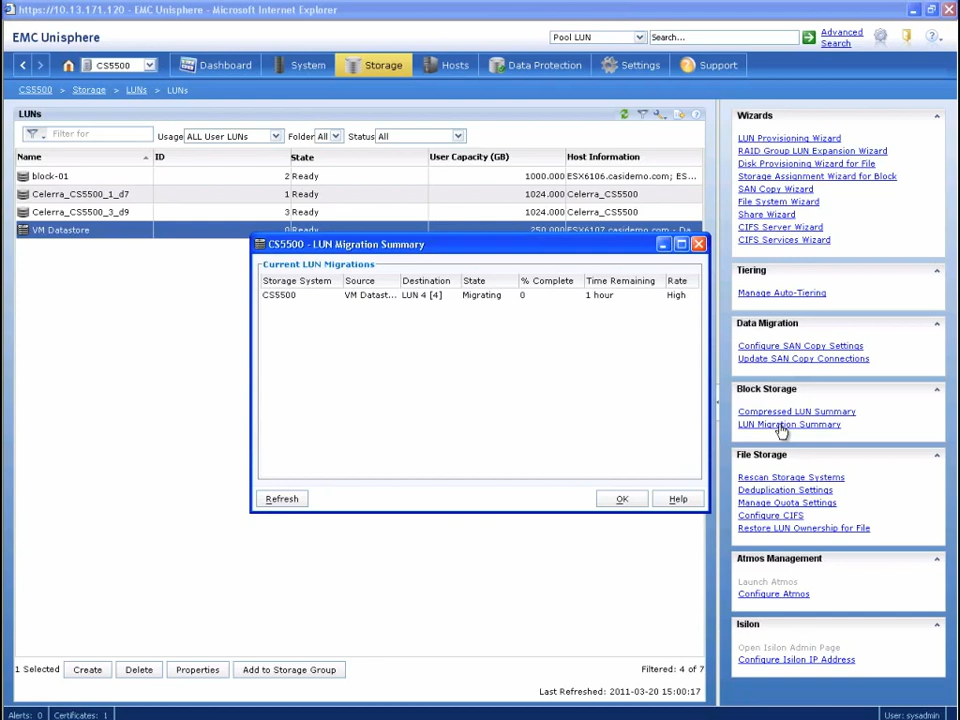 https://10.13.171.120 - EMC Unisphere - Microsoft Internet Explorer
EMC Unisphere
Pool LUN
Search...
Advanced Search
CS5500
Dashboard
System
Storage
Hosts
Data Protection
Settings
Support
CS5500 > Storage > LUNs > LUNs
LUNs
Filter for
Usage ALL User LUNs
Folder All
Status All
Name ID State User Capacity (GB) Host Information
block-01 2 Ready 1000.000 ESX6106.casidemo.com; ES...
Celerra_CS5500_1_d7 1 Ready 1024.000 Celerra_CS5500
Celerra_CS5500_3_d9 3 Ready 1024.000 Celerra_CS5500
VM Datastore 0 Ready 250.000 ESX6107.casidemo.com - Da...
CS5500 - LUN Migration Summary
Current LUN Migrations
Storage System Source Destination State % Complete Time Remaining Rate
CS5500 VM Datast... LUN 4 [4] Migrating 0 1 hour High
Refresh
OK
Help
1 Selected
Create
Delete
Properties
Add to Storage Group
Filtered: 4 of 7
Last Refreshed: 2011-03-20 15:00:17
Wizards
LUN Provisioning Wizard
RAID Group LUN Expansion Wizard
Disk Provisioning Wizard for File
Storage Assignment Wizard for Block
SAN Copy Wizard
File System Wizard
Share Wizard
CIFS Server Wizard
CIFS Services Wizard
Tiering
Manage Auto-Tiering
Data Migration
Configure SAN Copy Settings
Update SAN Copy Connections
Block Storage
Compressed LUN Summary
LUN Migration Summary
File Storage
Rescan Storage Systems
Deduplication Settings
Manage Quota Settings
Configure CIFS
Restore LUN Ownership for File
Atmos Management
Launch Atmos
Configure Atmos
Isilon
Open Isilon Admin Page
Configure Isilon IP Address
Alerts: 0
Certificates: 1
User: sysadmin